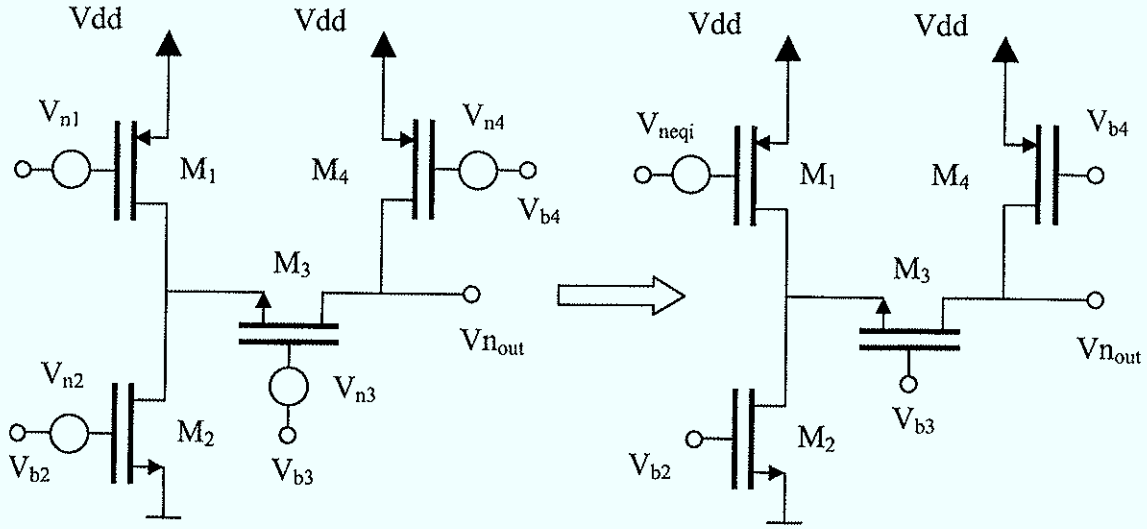 Vdd Vdd Vdd Vdd
Vn1 Vn4 Vneqi Vb4
M1 M4 M1 M4
Vb4
M3 M3
Vnout Vnout
Vn2 Vn3
M2 Vb3 M2
Vb2 Vb3 Vb2